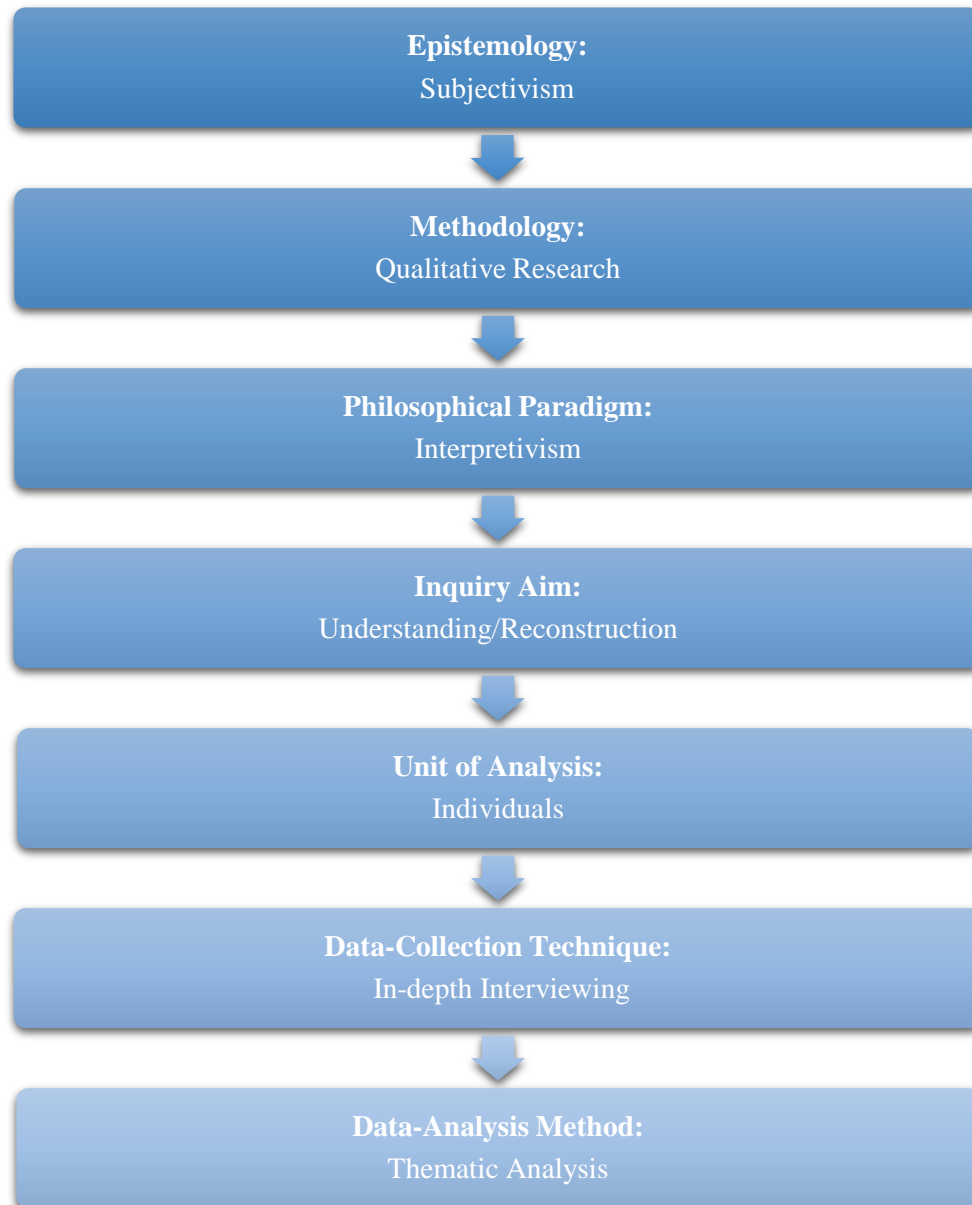 Epistemology:
Subjectivism
Methodology:
Qualitative Research
Philosophical Paradigm:
Interpretivism
Inquiry Aim:
Understanding/Reconstruction
Unit of Analysis:
Individuals
Data-Collection Technique:
In-depth Interviewing
Data-Analysis Method:
Thematic Analysis